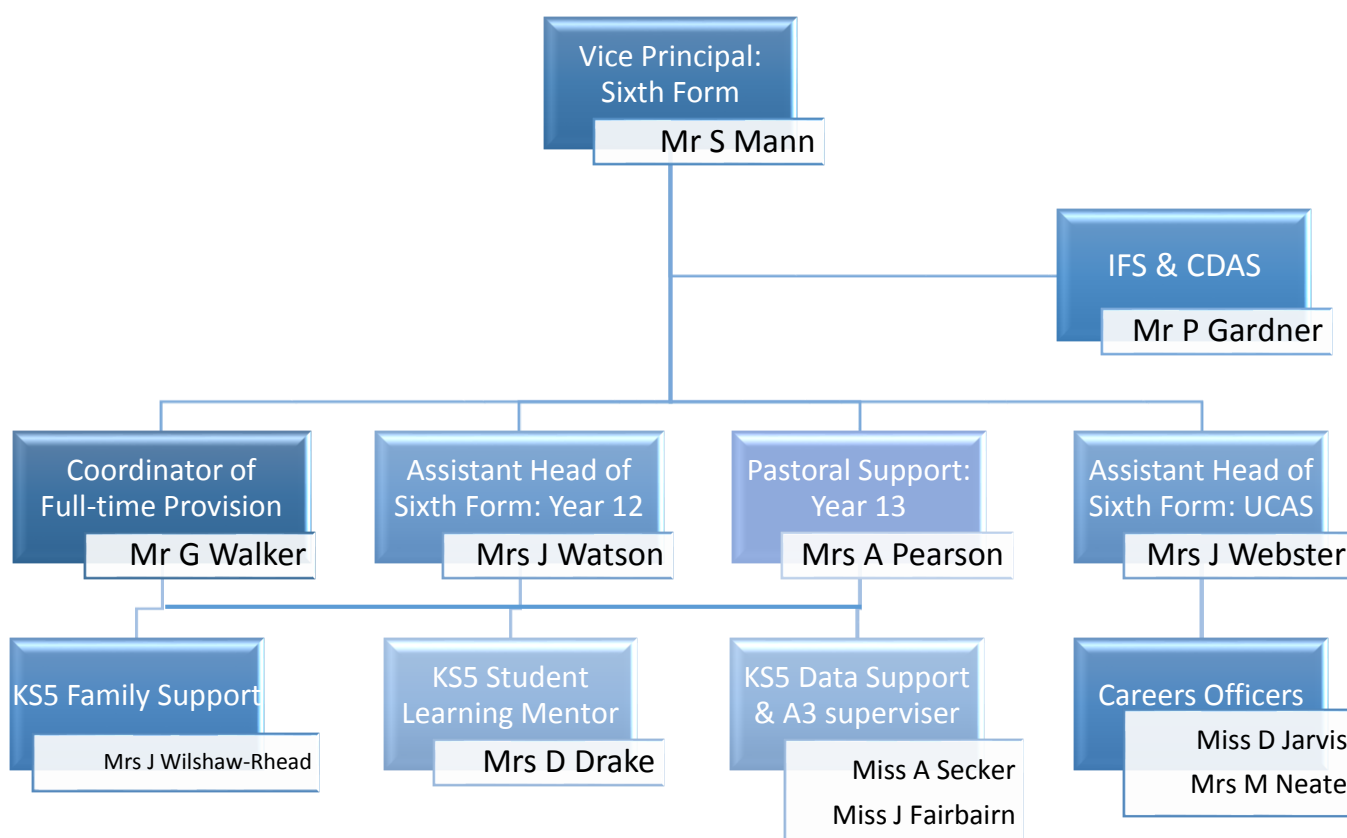 Vice Principal:
Sixth Form
Mr S Mann
IFS & CDAS
Mr P Gardner
Coordinator of
Full-time Provision
Mr G Walker
Assistant Head of
Sixth Form: Year 12
Mrs J Watson
Pastoral Support:
Year 13
Mrs A Pearson
Assistant Head of
Sixth Form: UCAS
Mrs J Webster
KS5 Family Support
Mrs J Wilshaw-Rhead
KS5 Student
Learning Mentor
Mrs D Drake
KS5 Data Support
& A3 superviser
Miss A Secker
Miss J Fairbairn
Careers Officers
Miss D Jarvis
Mrs M Neate